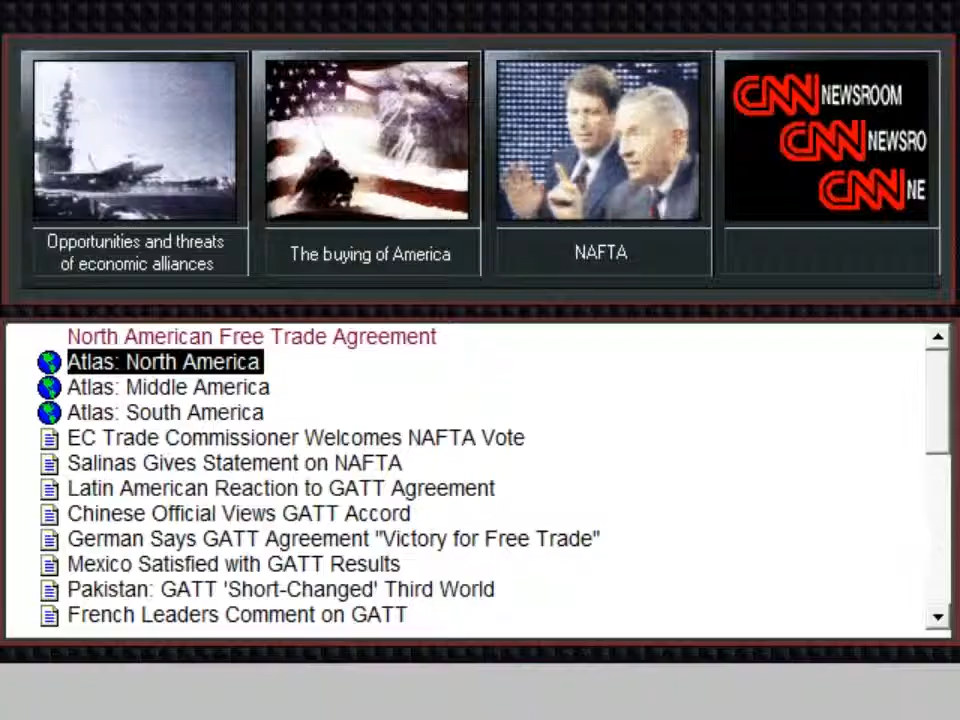 CNN NEWSROOM
CNN NEWSRO
CNN NE
Opportunities and threats
of economic alliances
The buying of America
NAFTA
North American Free Trade Agreement
Atlas: North America
Atlas: Middle America
Atlas: South America
EC Trade Commissioner Welcomes NAFTA Vote
Salinas Gives Statement on NAFTA
Latin American Reaction to GATT Agreement
Chinese Official Views GATT Accord
German Says GATT Agreement "Victory for Free Trade"
Mexico Satisfied with GATT Results
Pakistan: GATT 'Short-Changed' Third World
French Leaders Comment on GATT